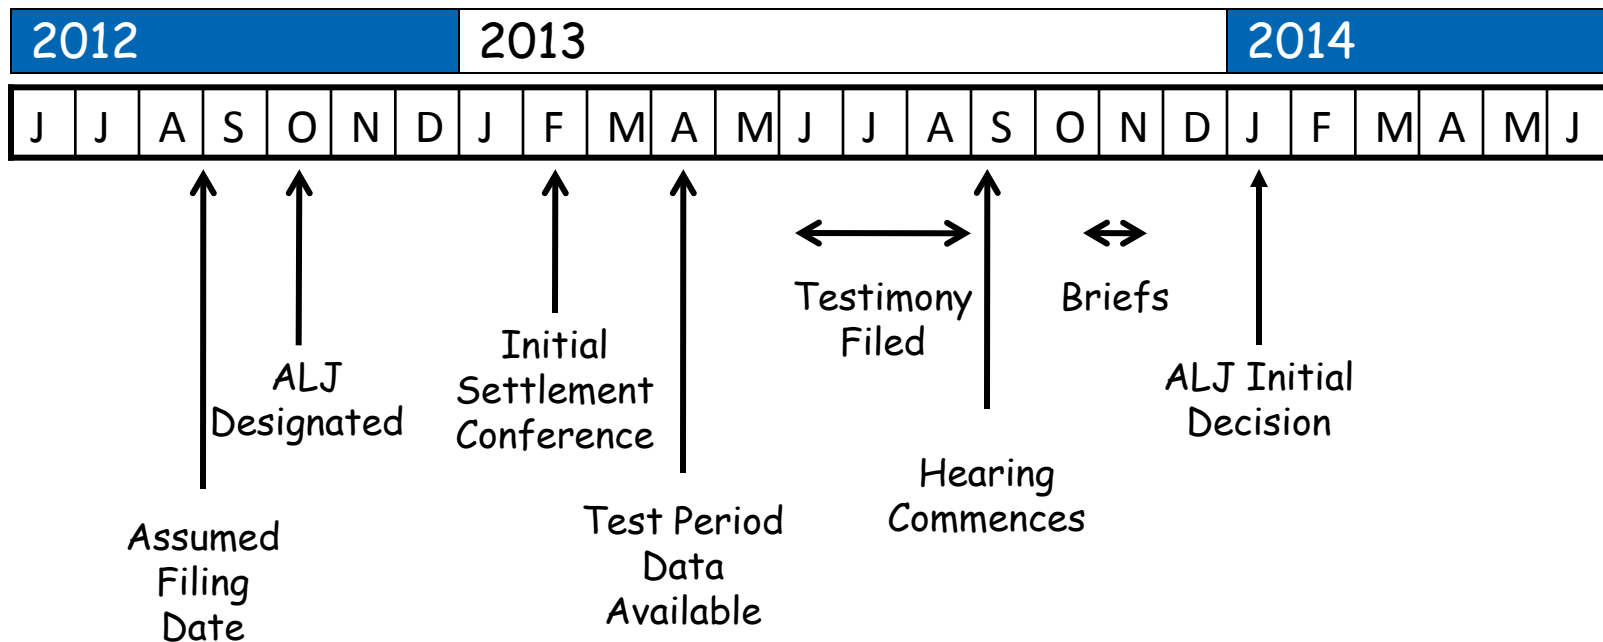 2012 2013 2014
J J A S O N D J F M A M J J A S O N D J F M A M J
Testimony
Filed
Briefs
Initial
Settlement
Conference
ALJ
Designated
ALJ Initial
Decision
Hearing
Commences
Test Period
Data
Available
Assumed
Filing
Date